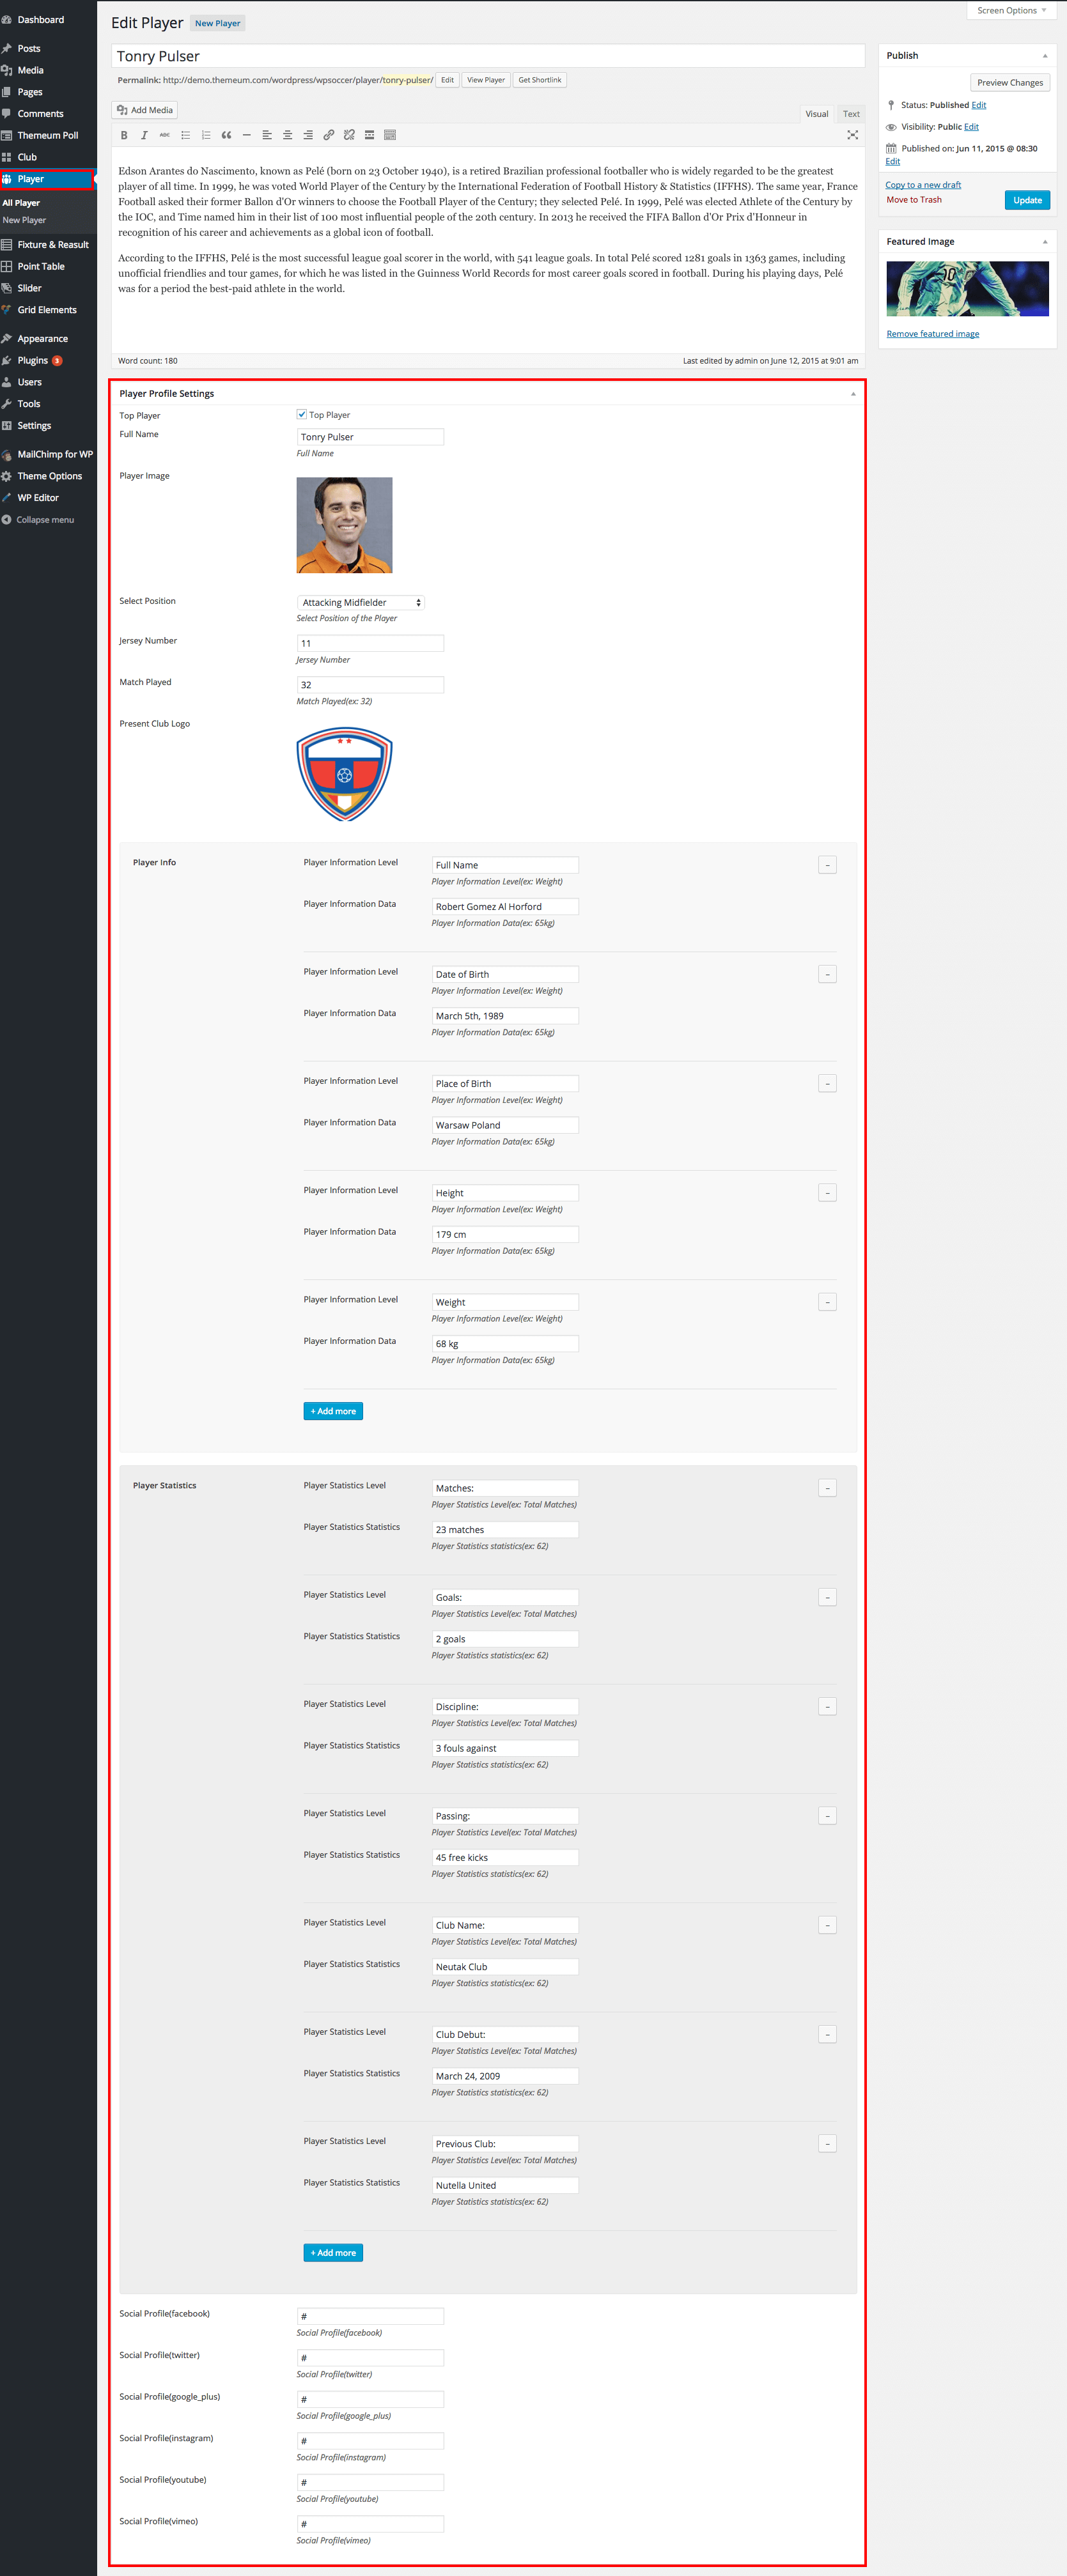 Dashboard
Posts
Media
Pages
Comments
Themeum Poll
Club
Player
All Player
New Player
Fixture & Reasult
Point Table
Slider
Grid Elements
Appearance
Plugins 3
Users
Tools
Settings
MailChimp for WP
Theme Options
WP Editor
Collapse menu
Screen Options
Edit Player New Player
Tonry Pulser
Permalink: http://demo.themeum.com/wordpress/wpsoccer/player/tonry-pulser/ Edit View Player Get Shortlink
Add Media
Visual Text
B I ABC
Edson Arantes do Nascimento, known as Pelé (born on 23 October 1940), is a retired Brazilian professional footballer who is widely regarded to be the greatest
player of all time. In 1999, he was voted World Player of the Century by the International Federation of Football History & Statistics (IFFHS). The same year, France
Football asked their former Ballon d'Or winners to choose the Football Player of the Century; they selected Pelé. In 1999, Pelé was elected Athlete of the Century by
the IOC, and Time named him in their list of 100 most influential people of the 20th century. In 2013 he received the FIFA Ballon d'Or Prix d'Honneur in
recognition of his career and achievements as a global icon of football.
According to the IFFHS, Pelé is the most successful league goal scorer in the world, with 541 league goals. In total Pelé scored 1281 goals in 1363 games, including
unofficial friendlies and tour games, for which he was listed in the Guinness World Records for most career goals scored in football. During his playing days, Pelé
was for a period the best-paid athlete in the world.
Word count: 180
Last edited by admin on June 12, 2015 at 9:01 am
Publish
Preview Changes
Status: Published Edit
Visibility: Public Edit
Published on: Jun 11, 2015 @ 08:30
Edit
Copy to a new draft
Move to Trash
Update
Featured Image
Remove featured image
Player Profile Settings
Top Player
Top Player
Full Name
Tonry Pulser
Full Name
Player Image
Select Position
Attacking Midfielder
Select Position of the Player
Jersey Number
11
Jersey Number
Match Played
32
Match Played(ex: 32)
Present Club Logo
Player Info
Player Information Level
Full Name
–
Player Information Level(ex: Weight)
Player Information Data
Robert Gomez Al Horford
Player Information Data(ex: 65kg)
Player Information Level
Date of Birth
–
Player Information Level(ex: Weight)
Player Information Data
March 5th, 1989
Player Information Data(ex: 65kg)
Player Information Level
Place of Birth
–
Player Information Level(ex: Weight)
Player Information Data
Warsaw Poland
Player Information Data(ex: 65kg)
Player Information Level
Height
–
Player Information Level(ex: Weight)
Player Information Data
179 cm
Player Information Data(ex: 65kg)
Player Information Level
Weight
–
Player Information Level(ex: Weight)
Player Information Data
68 kg
Player Information Data(ex: 65kg)
+ Add more
Player Statistics
Player Statistics Level
Matches:
–
Player Statistics Level(ex: Total Matches)
Player Statistics Statistics
23 matches
Player Statistics statistics(ex: 62)
Player Statistics Level
Goals:
–
Player Statistics Level(ex: Total Matches)
Player Statistics Statistics
2 goals
Player Statistics statistics(ex: 62)
Player Statistics Level
Discipline:
–
Player Statistics Level(ex: Total Matches)
Player Statistics Statistics
3 fouls against
Player Statistics statistics(ex: 62)
Player Statistics Level
Passing:
–
Player Statistics Level(ex: Total Matches)
Player Statistics Statistics
45 free kicks
Player Statistics statistics(ex: 62)
Player Statistics Level
Club Name:
–
Player Statistics Level(ex: Total Matches)
Player Statistics Statistics
Neutak Club
Player Statistics statistics(ex: 62)
Player Statistics Level
Club Debut:
–
Player Statistics Level(ex: Total Matches)
Player Statistics Statistics
March 24, 2009
Player Statistics statistics(ex: 62)
Player Statistics Level
Previous Club:
–
Player Statistics Level(ex: Total Matches)
Player Statistics Statistics
Nutella United
Player Statistics statistics(ex: 62)
+ Add more
Social Profile(facebook)
#
Social Profile(facebook)
Social Profile(twitter)
#
Social Profile(twitter)
Social Profile(google_plus)
#
Social Profile(google_plus)
Social Profile(instagram)
#
Social Profile(instagram)
Social Profile(youtube)
#
Social Profile(youtube)
Social Profile(vimeo)
#
Social Profile(vimeo)